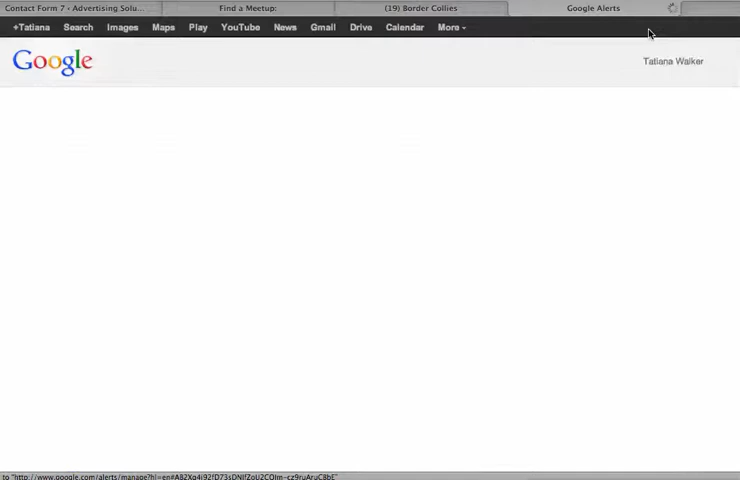 Contact Form 7 • Advertising Solu... Find a Meetup: (19) Border Collies Google Alerts
+Tatiana Search Images Maps Play YouTube News Gmail Drive Calendar More
Google Tatiana Walker